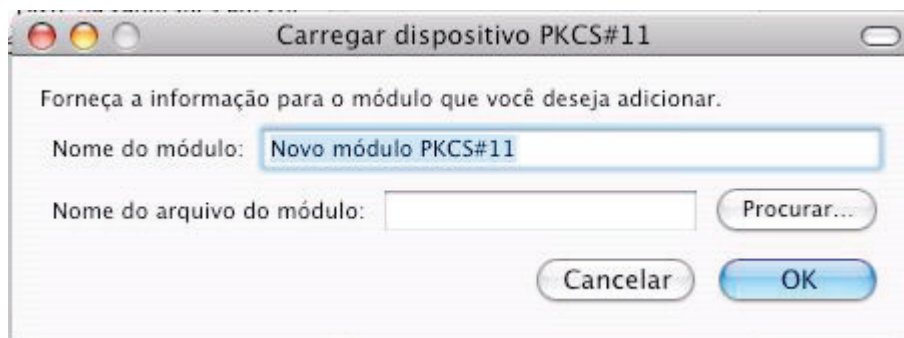 Carregar dispositivo PKCS#11
Forneça a informação para o módulo que você deseja adicionar.
Nome do módulo: Novo módulo PKCS#11
Nome do arquivo do módulo: Procurar...
Cancelar OK